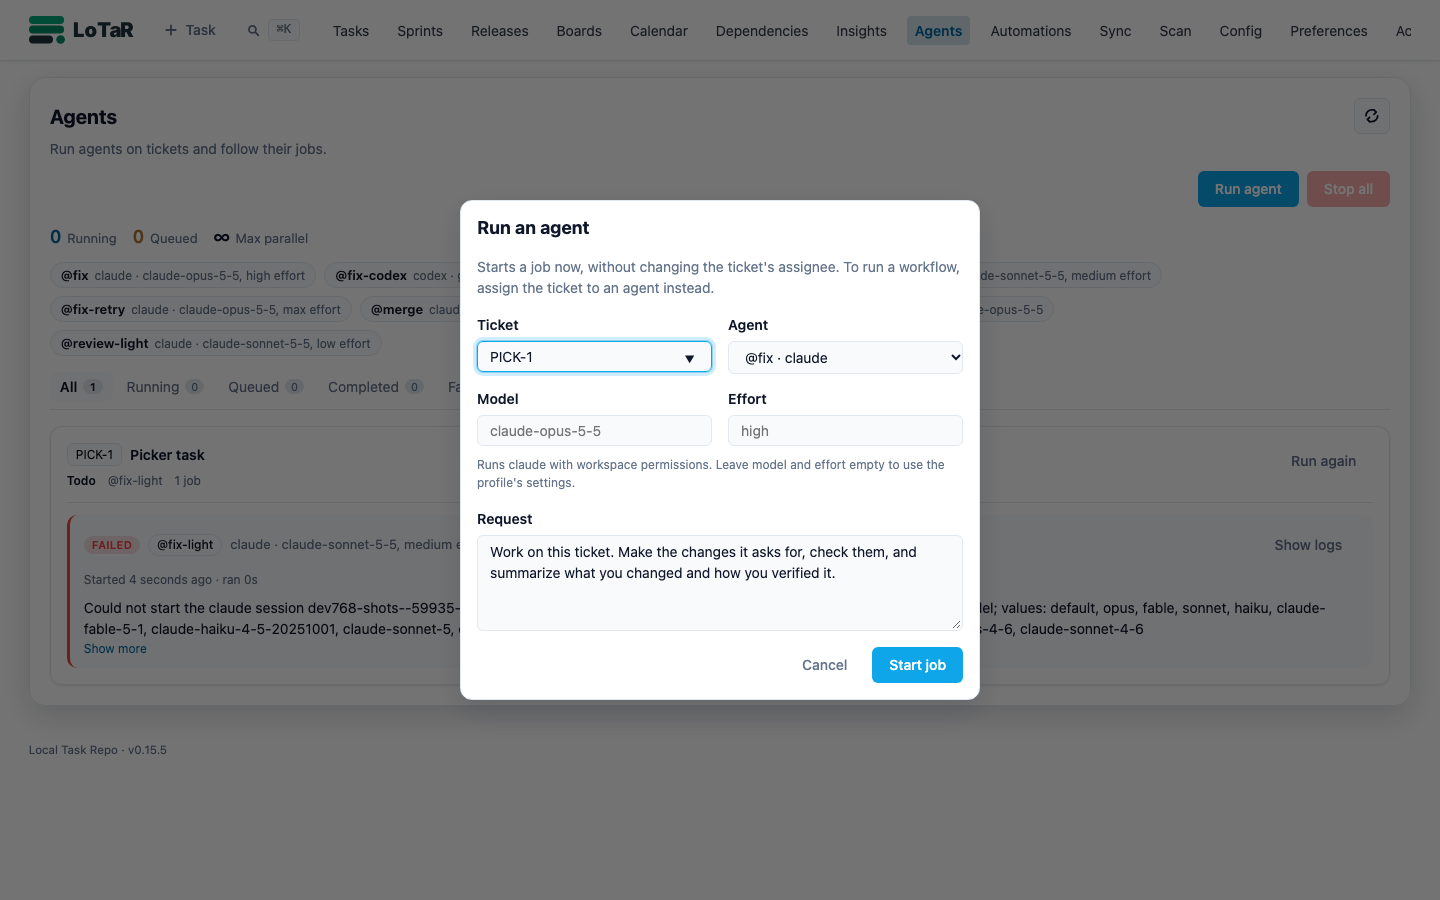 LoTaR
Task
⌘K
Tasks
Sprints
Releases
Boards
Calendar
Dependencies
Insights
Agents
Automations
Sync
Scan
Config
Preferences
Agents
Run agents on tickets and follow their jobs.
Run agent
Stop all
0 Running
0 Queued
∞ Max parallel
@fix claude · claude-opus-5-5, high effort
@fix-codex codex ·
claude-sonnet-5-5, medium effort
@fix-retry claude · claude-opus-5-5, max effort
@merge
@review-light claude · claude-sonnet-5-5, low effort
All 1
Running 0
Queued 0
Completed 0
PICK-1 Picker task
Run again
Todo @fix-light 1 job
FAILED @fix-light claude · claude-sonnet-5-5, medium
Show logs
Started 4 seconds ago · ran 0s
Could not start the claude session dev768-shots--59935-
values: default, opus, fable, sonnet, haiku, claude-
fable-5-1, claude-haiku-4-5-20251001, claude-sonnet-5,
claude-sonnet-4-6
Show more
Run an agent
Starts a job now, without changing the ticket's assignee. To run a workflow,
assign the ticket to an agent instead.
Ticket
Agent
PICK-1
@fix · claude
Model
Effort
claude-opus-5-5
high
Runs claude with workspace permissions. Leave model and effort empty to use the
profile's settings.
Request
Work on this ticket. Make the changes it asks for, check them, and
summarize what you changed and how you verified it.
Cancel
Start job
Local Task Repo · v0.15.5